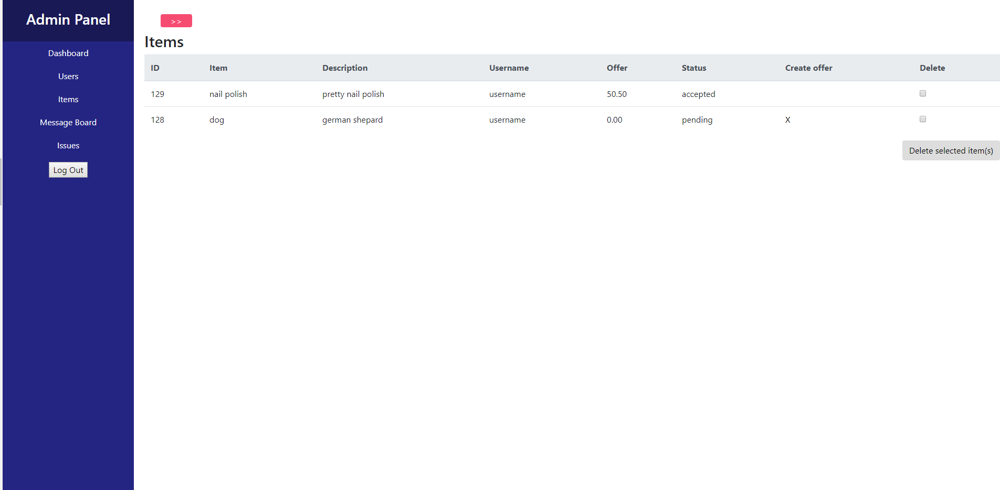 Admin Panel
Dashboard
Users
Items
Message Board
Issues
Log Out
>>
Items
ID Item Description Username Offer Status Create offer Delete
129 nail polish pretty nail polish username 50.50 accepted
128 dog german shepard username 0.00 pending X
Delete selected item(s)